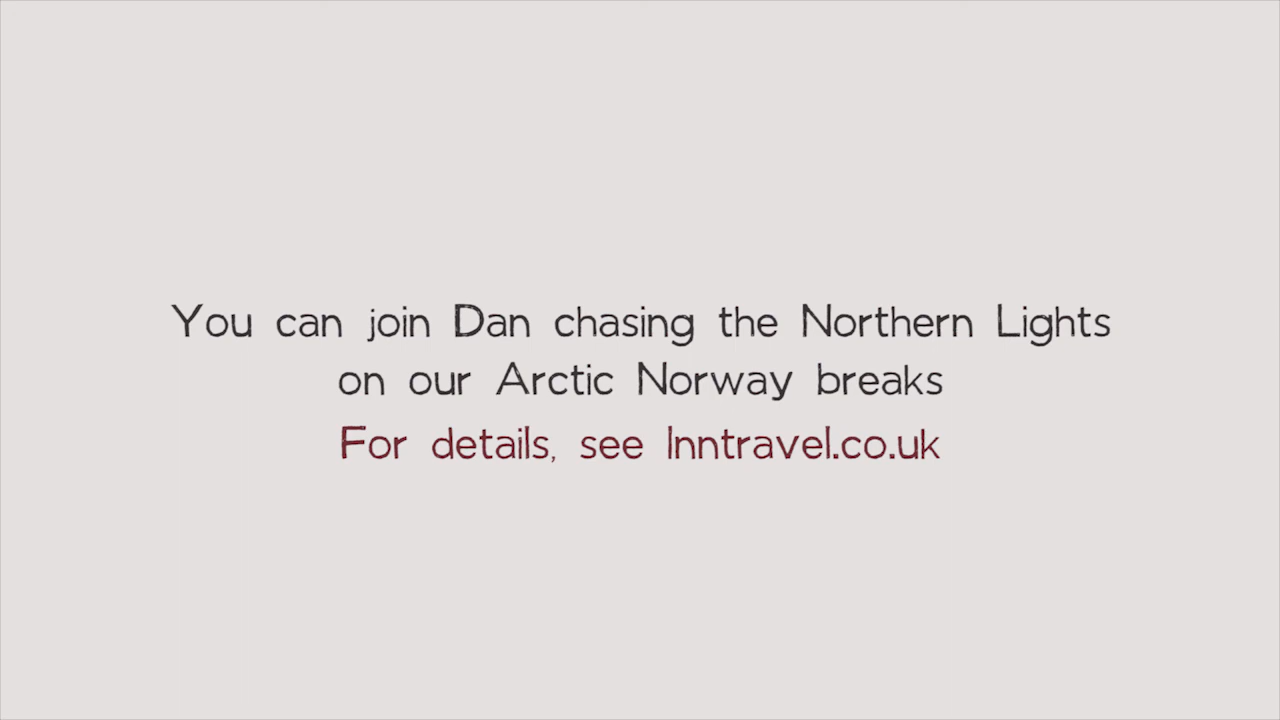 You can join Dan chasing the Northern Lights
on our Arctic Norway breaks
For details, see Inntravel.co.uk